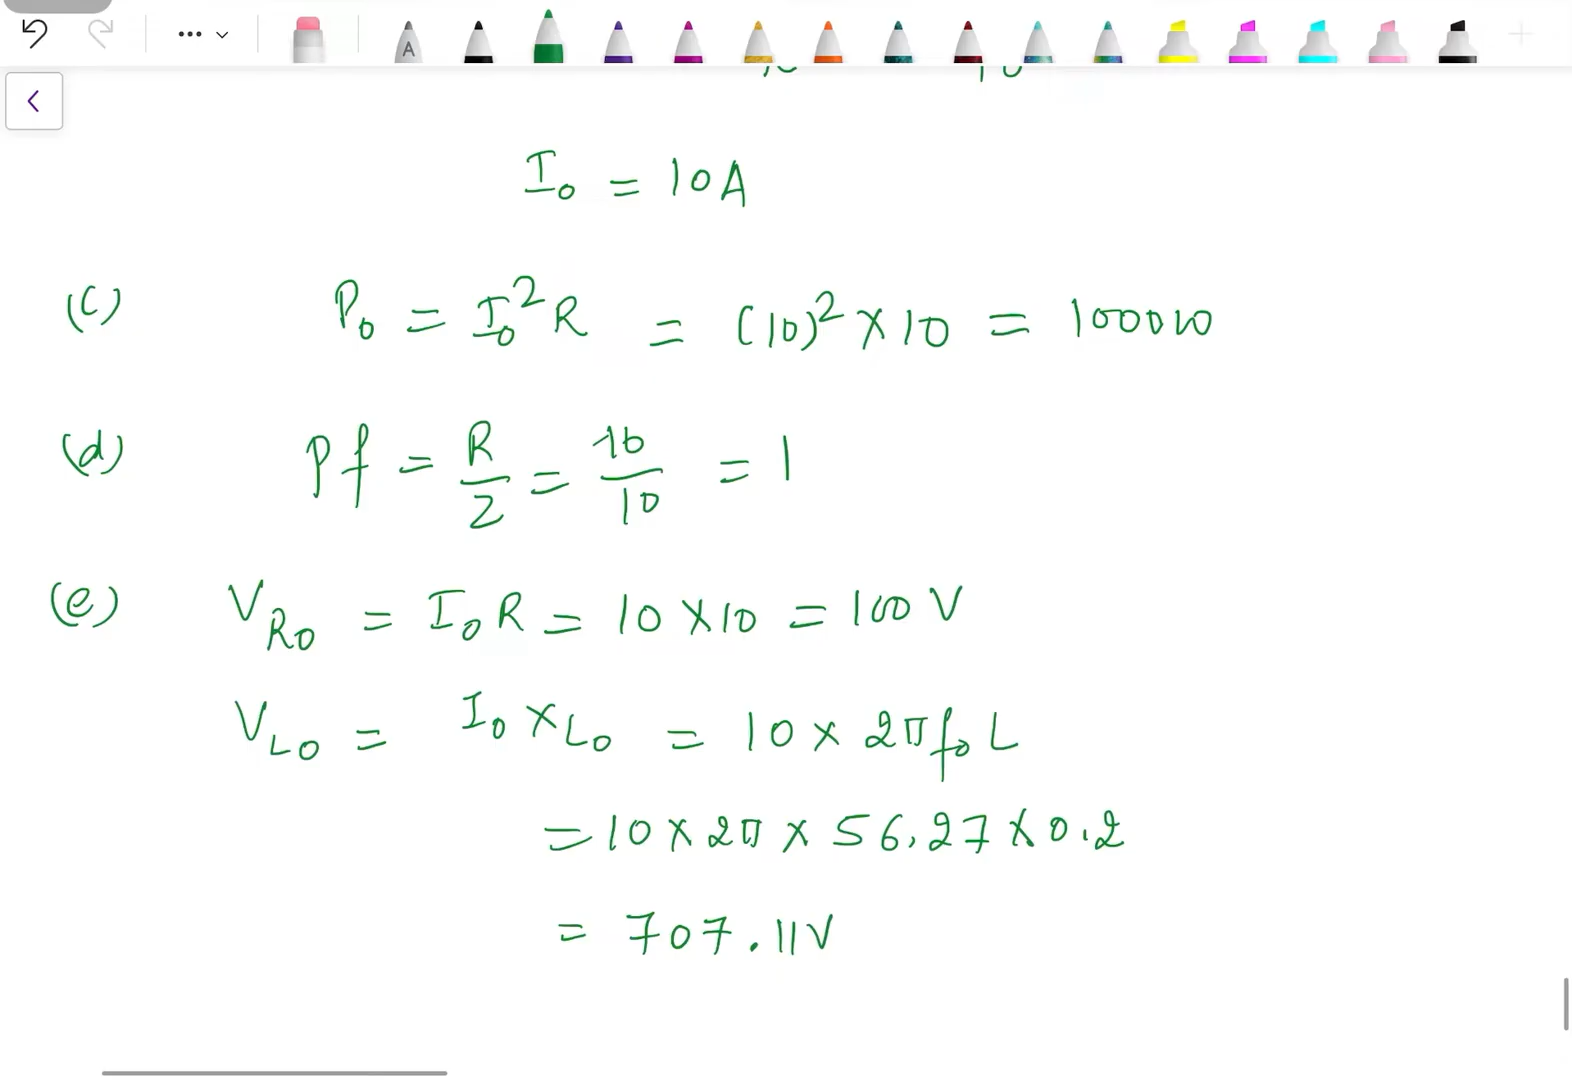 I₀ = 10A
(C) P₀ = I₀²R = (10)² × 10 = 1000W
(d) Pf = R/Z = 10/10 = 1
(e) V_R0 = I₀R = 10 × 10 = 100V
V_L0 = I₀ X_L0 = 10 × 2πf₀L
= 10 × 2π × 56.27 × 0.2
= 707.11V